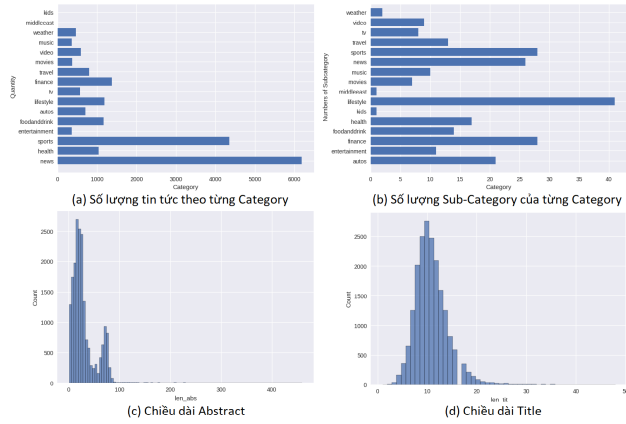 kids
middleeast
weather
music
video
movies
travel
finance
tv
lifestyle
autos
foodanddrink
entertainment
sports
health
news
Quantity
0 1000 2000 3000 4000 5000 6000
Category
(a) Số lượng tin tức theo từng Category
weather
video
tv
travel
sports
news
music
movies
middleeast
lifestyle
kids
health
foodanddrink
finance
entertainment
autos
Numbers of Subcategory
0 5 10 15 20 25 30 35 40
Category
(b) Số lượng Sub-Category của từng Category
2500
2000
1500
1000
500
0
Count
0 100 200 300 400
len_abs
(c) Chiều dài Abstract
2500
2000
1500
1000
500
0
Count
0 10 20 30 40 50
len_tit
(d) Chiều dài Title